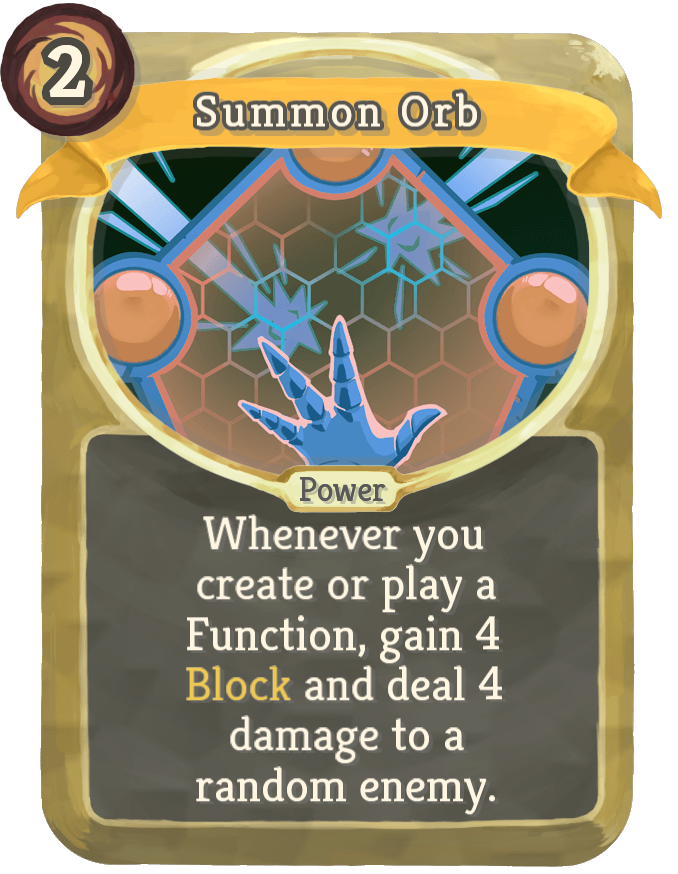 2
Summon Orb
Power
Whenever you
create or play a
Function, gain 4
Block and deal 4
damage to a
random enemy.